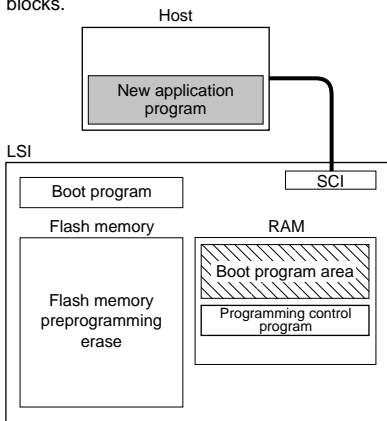 blocks.
Host
New application
program
LSI
SCI
Boot program
Flash memory
RAM
Flash memory
preprogramming
erase
Boot program area
Programming control
program